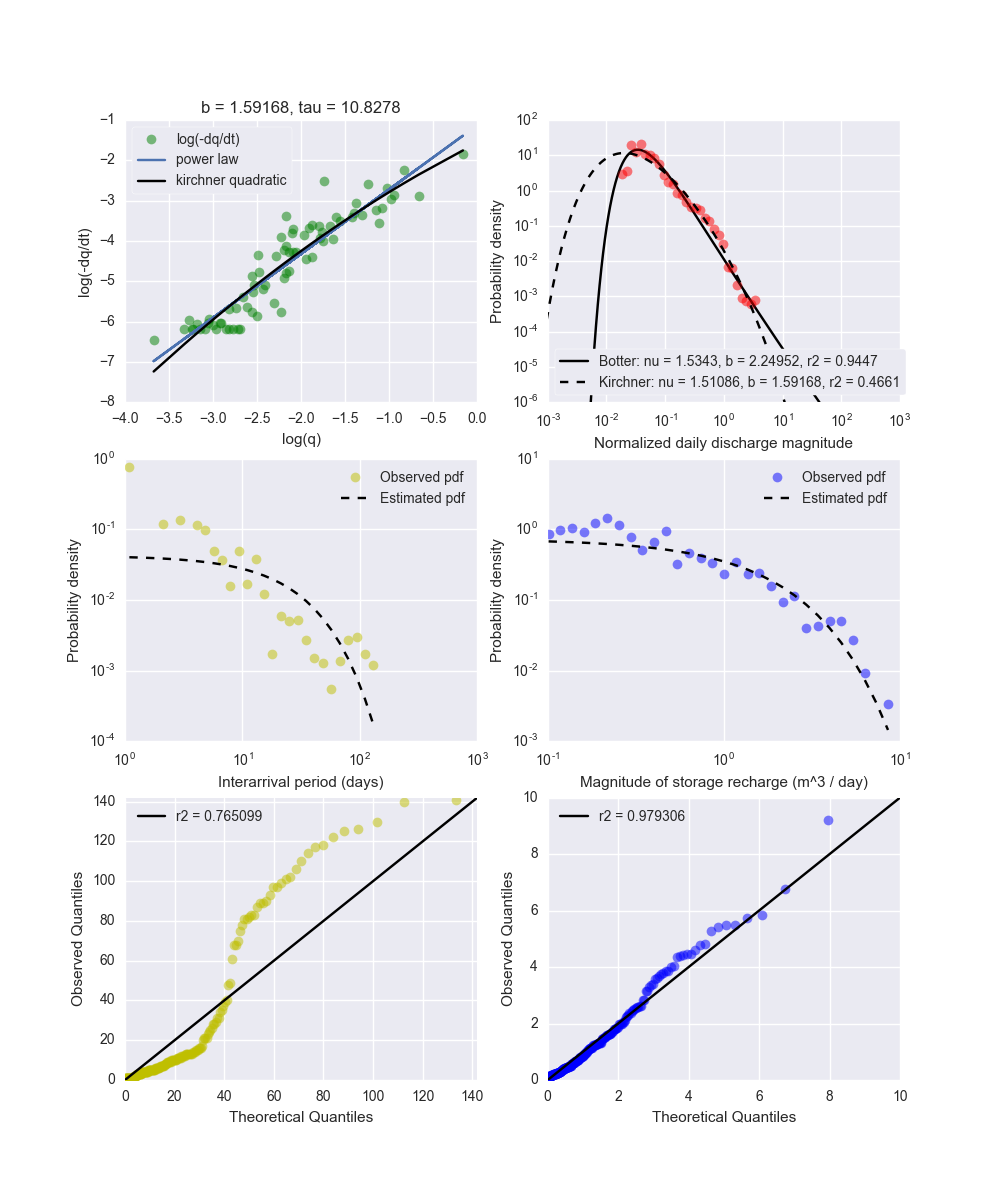 b = 1.59168, tau = 10.8278
log(-dq/dt)
−1
−2
−3
−4
−5
−6
−7
−8
log(-dq/dt)
power law
kirchner quadratic
−4.0 −3.5 −3.0 −2.5 −2.0 −1.5 −1.0 −0.5 0.0
log(q)
Probability density
10^2
10^1
10^0
10^-1
10^-2
10^-3
10^-4
10^-5
10^-6
Botter: nu = 1.5343, b = 2.24952, r2 = 0.9447
Kirchner: nu = 1.51086, b = 1.59168, r2 = 0.4661
10^-3 10^-2 10^-1 10^0 10^1 10^2 10^3
Normalized daily discharge magnitude
Probability density
10^0
10^-1
10^-2
10^-3
10^-4
Observed pdf
Estimated pdf
10^0 10^1 10^2 10^3
Interarrival period (days)
Probability density
10^1
10^0
10^-1
10^-2
10^-3
Observed pdf
Estimated pdf
10^-1 10^0 10^1
Magnitude of storage recharge (m^3 / day)
Observed Quantiles
140
120
100
80
60
40
20
0
r2 = 0.765099
0 20 40 60 80 100 120 140
Theoretical Quantiles
Observed Quantiles
10
8
6
4
2
0
r2 = 0.979306
0 2 4 6 8 10
Theoretical Quantiles